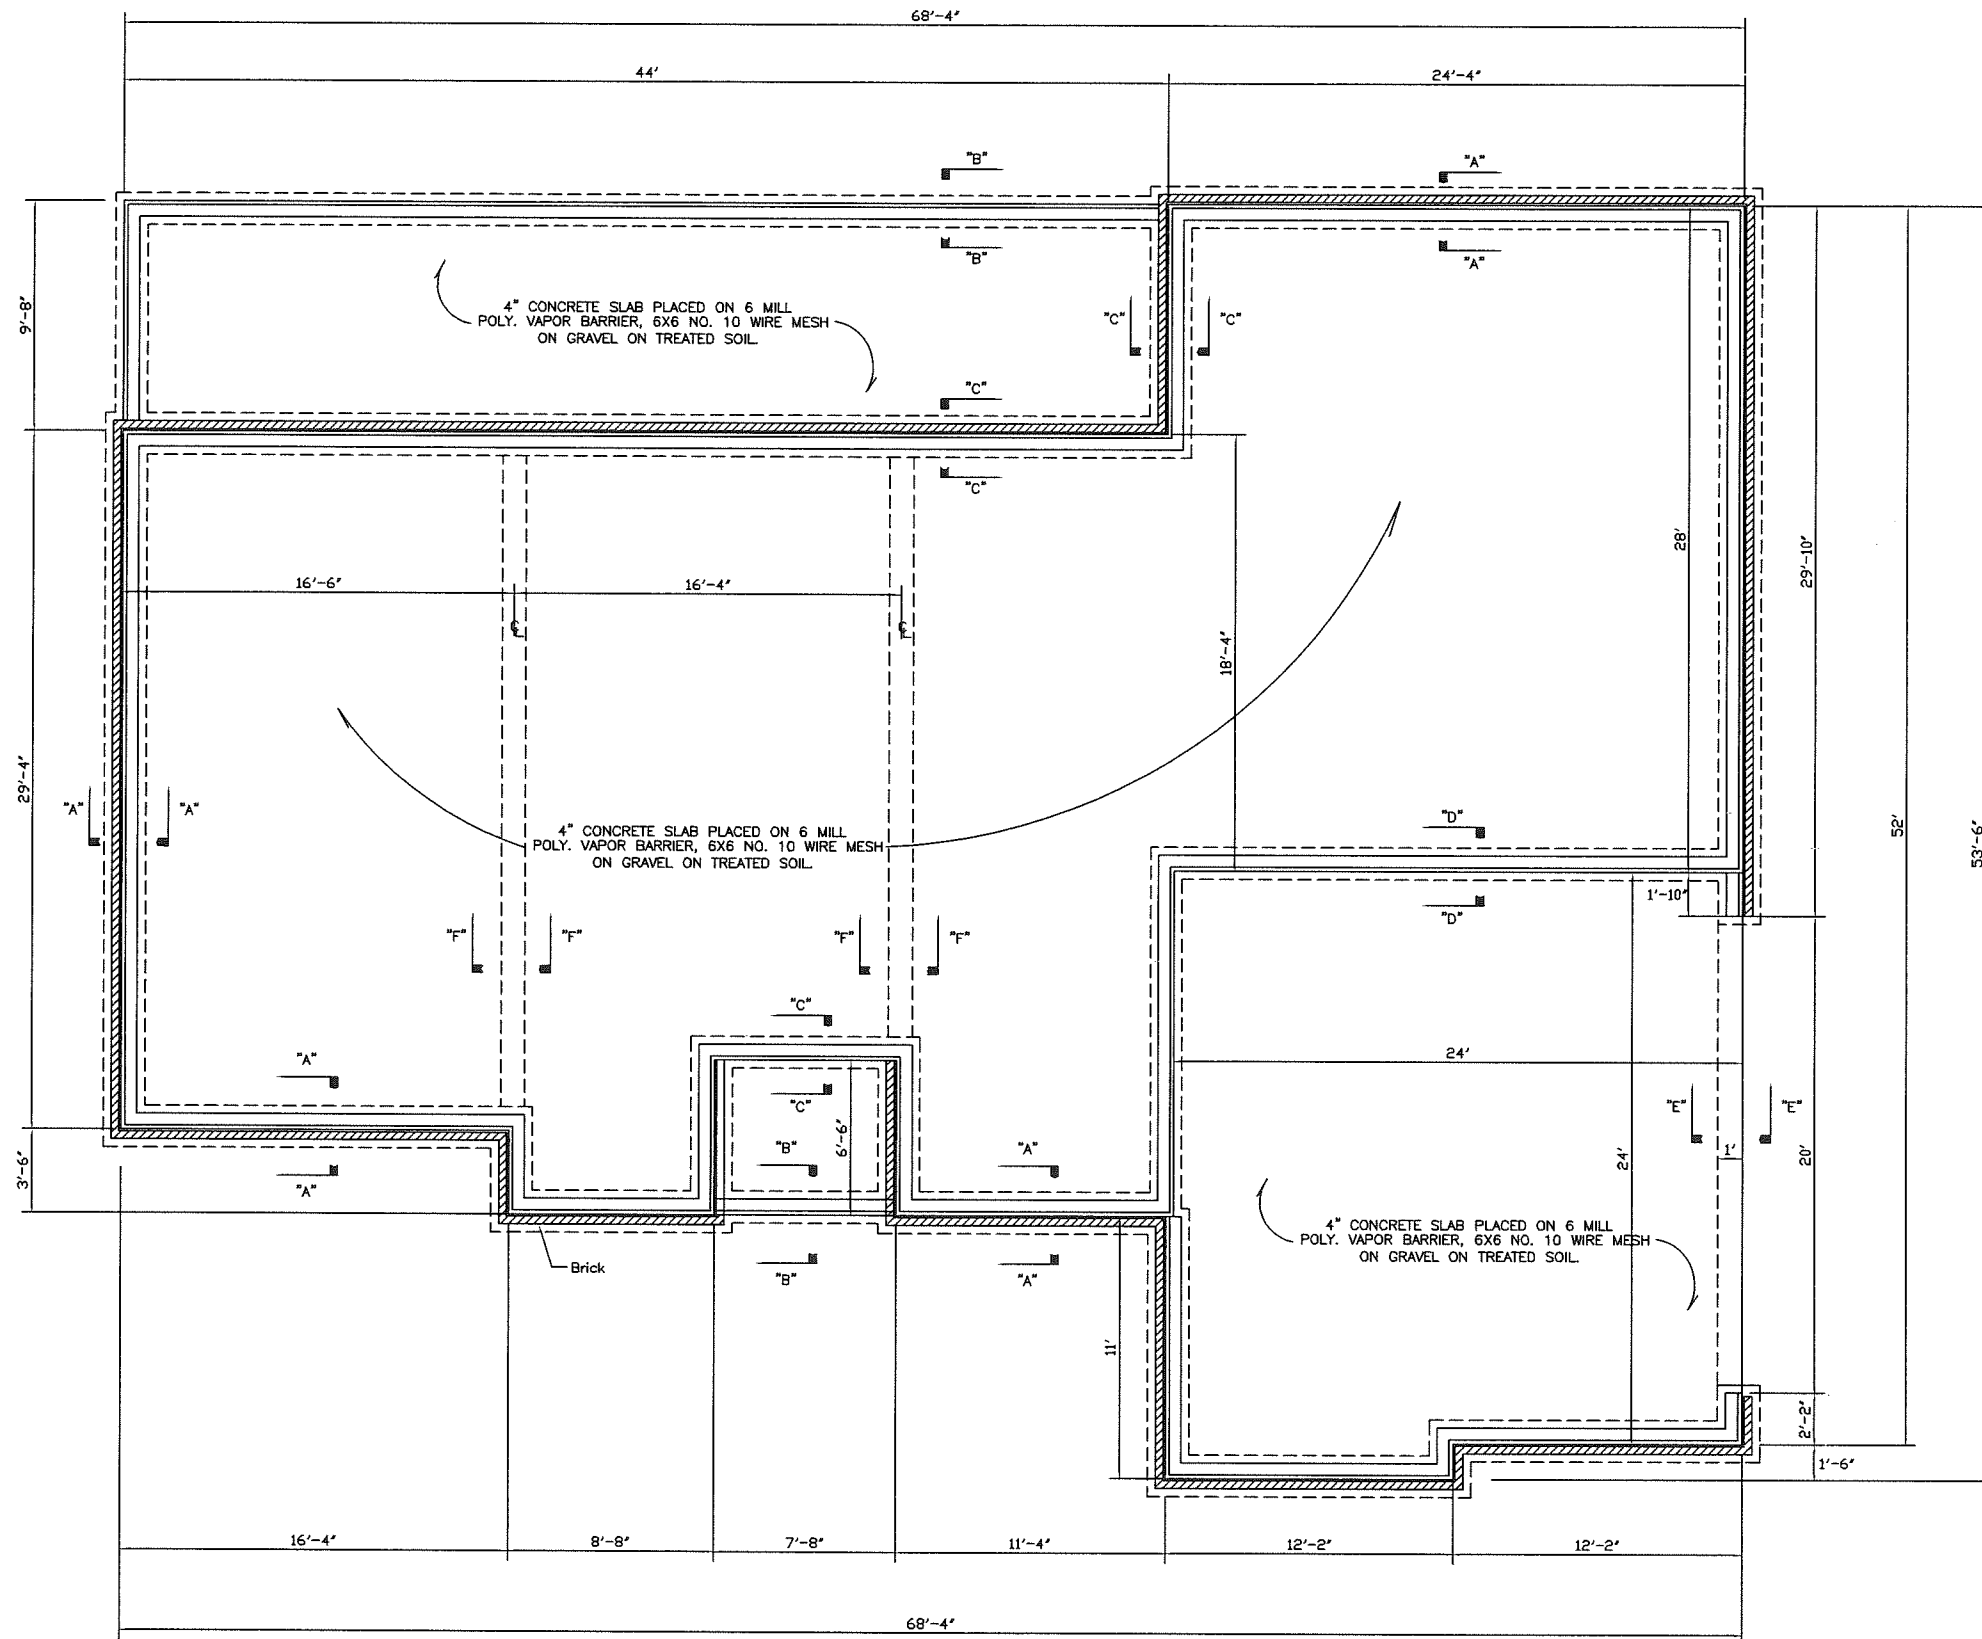 68'-4"
44'
24'-4"
"B"
"A"
"B"
"A"
9'-8"
4" CONCRETE SLAB PLACED ON 6 MILL
POLY. VAPOR BARRIER, 6X6 NO. 10 WIRE MESH
ON GRAVEL ON TREATED SOIL.
"C"
"C"
"C"
"C"
28'
29'-10"
16'-6"
16'-4"
18'-4"
29'-4"
"A"
"A"
"D"
52'
53'-6"
4" CONCRETE SLAB PLACED ON 6 MILL
POLY. VAPOR BARRIER, 6X6 NO. 10 WIRE MESH
ON GRAVEL ON TREATED SOIL.
1'-10"
"D"
"F"
"F"
"F"
"F"
"C"
"A"
24'
"C"
"E"
"E"
6'-6"
"B"
"A"
24'
1'
20'
3'-6"
"A"
4" CONCRETE SLAB PLACED ON 6 MILL
POLY. VAPOR BARRIER, 6X6 NO. 10 WIRE MESH
ON GRAVEL ON TREATED SOIL.
Brick
"B"
"A"
11'
2'-2"
1'-6"
16'-4"
8'-8"
7'-8"
11'-4"
12'-2"
12'-2"
68'-4"